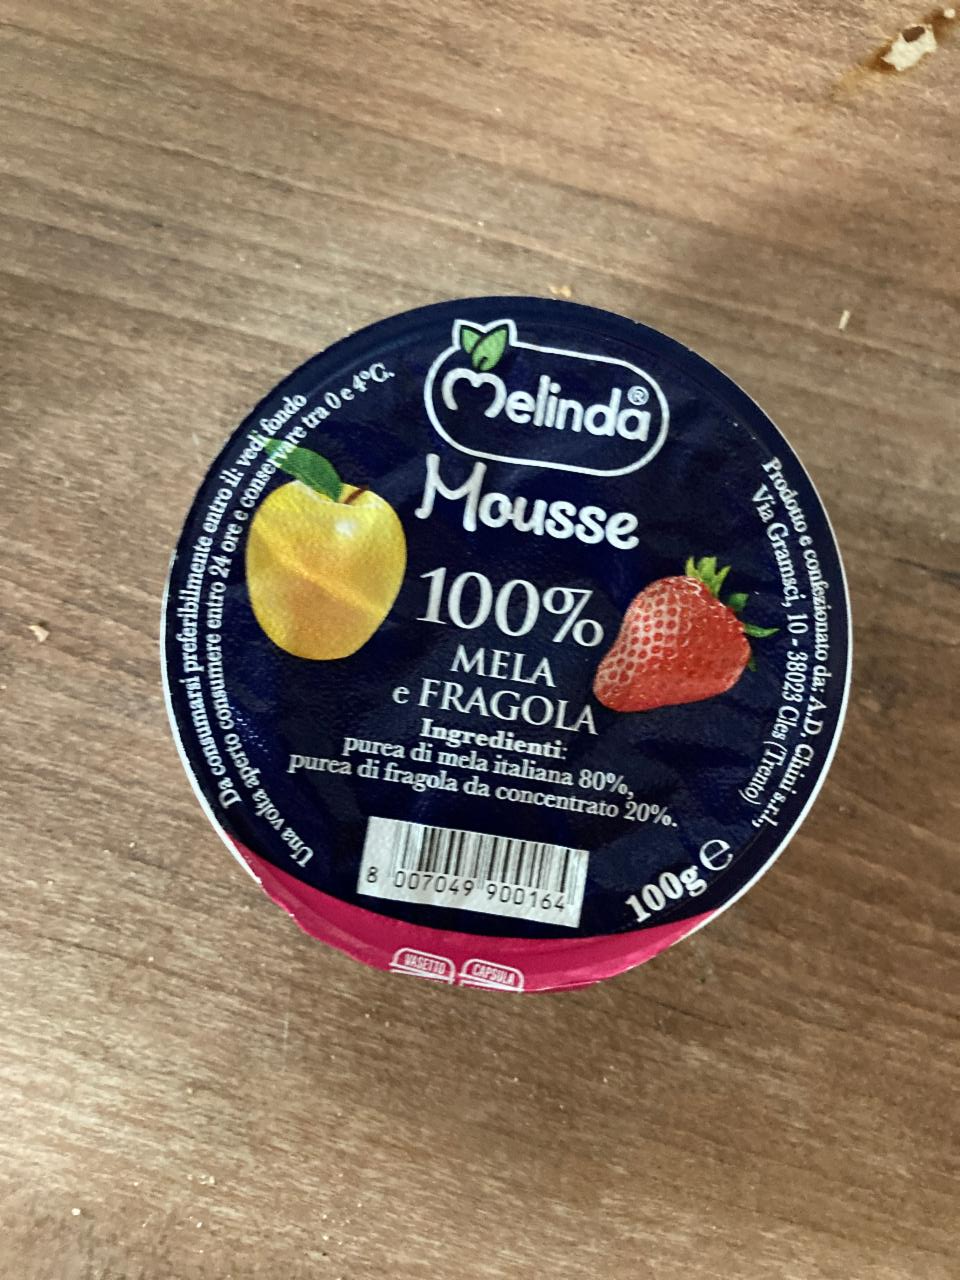 Melinda®
Mousse
100%
MELA
e FRAGOLA
Ingredienti:
purea di mela italiana 80%,
purea di fragola da concentrato 20%.
8 007049 900164
100g e
Da consumarsi preferibilmente entro il: vedi fondo
Una volta aperto consumere entro 24 ore e conservare tra 0 e 4°C.
Prodotto e confezionato da: A.D. Chini s.r.l.,
Via Gramsci, 10 - 38023 Cles (Trento)
VASETTO
CAPSULA